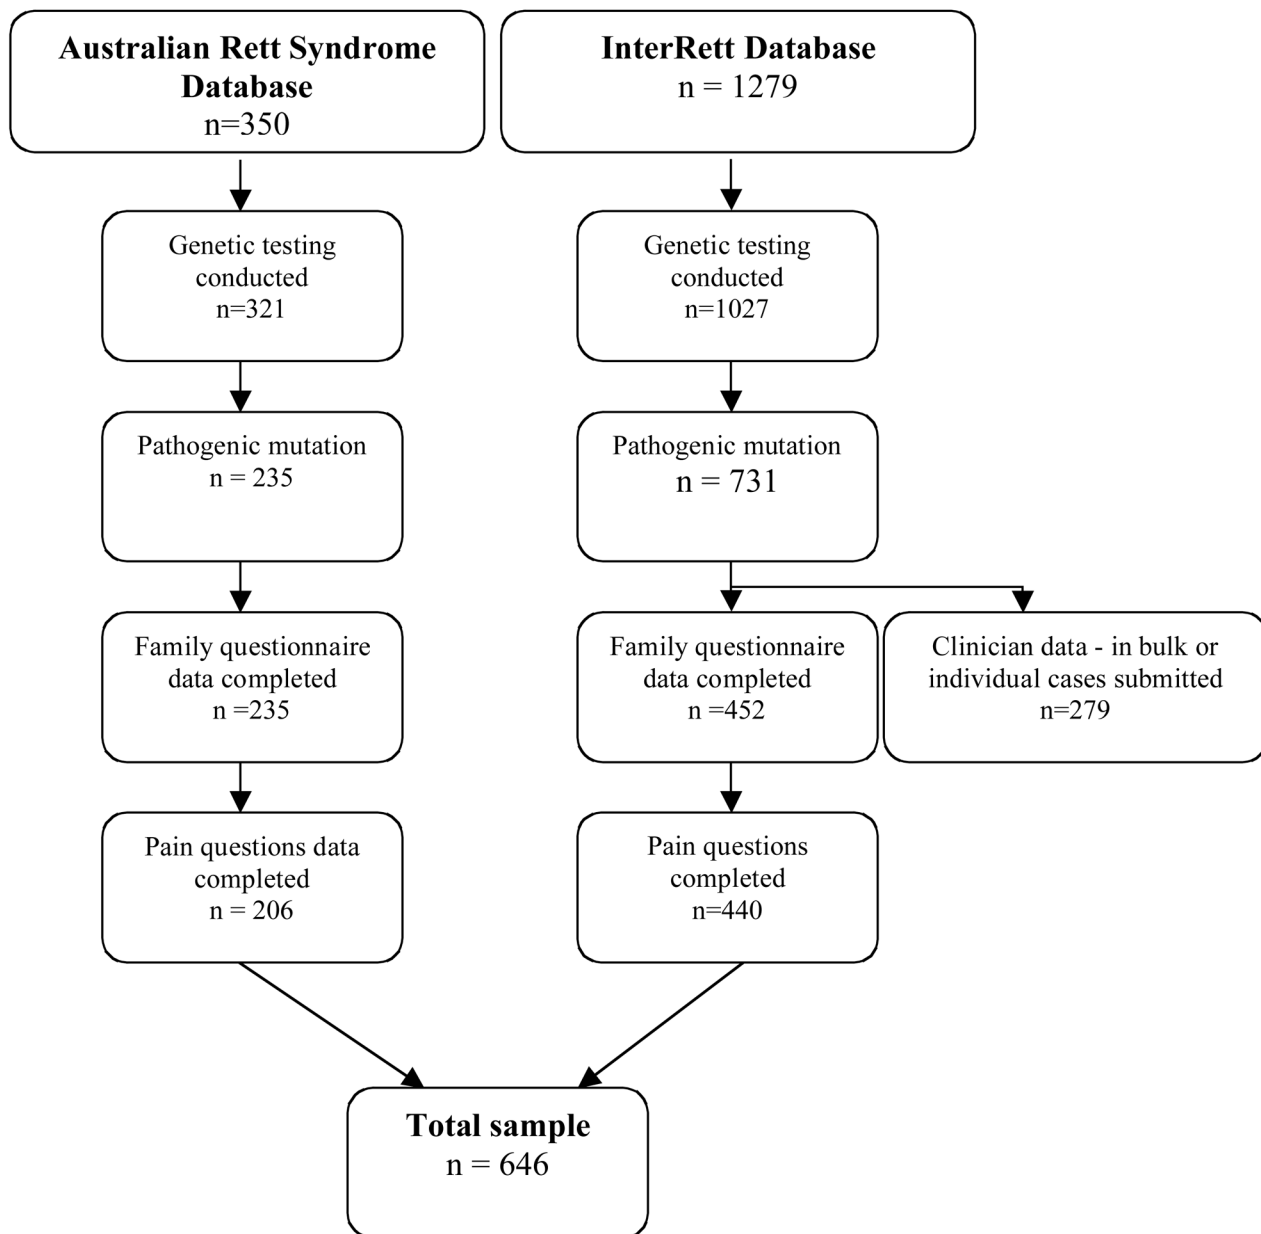 Australian Rett Syndrome
Database
n=350
InterRett Database
n = 1279
Genetic testing
conducted
n=321
Genetic testing
conducted
n=1027
Pathogenic mutation
n = 235
Pathogenic mutation
n = 731
Family questionnaire
data completed
n =235
Family questionnaire
data completed
n =452
Clinician data - in bulk or
individual cases submitted
n=279
Pain questions data
completed
n = 206
Pain questions
completed
n=440
Total sample
n = 646